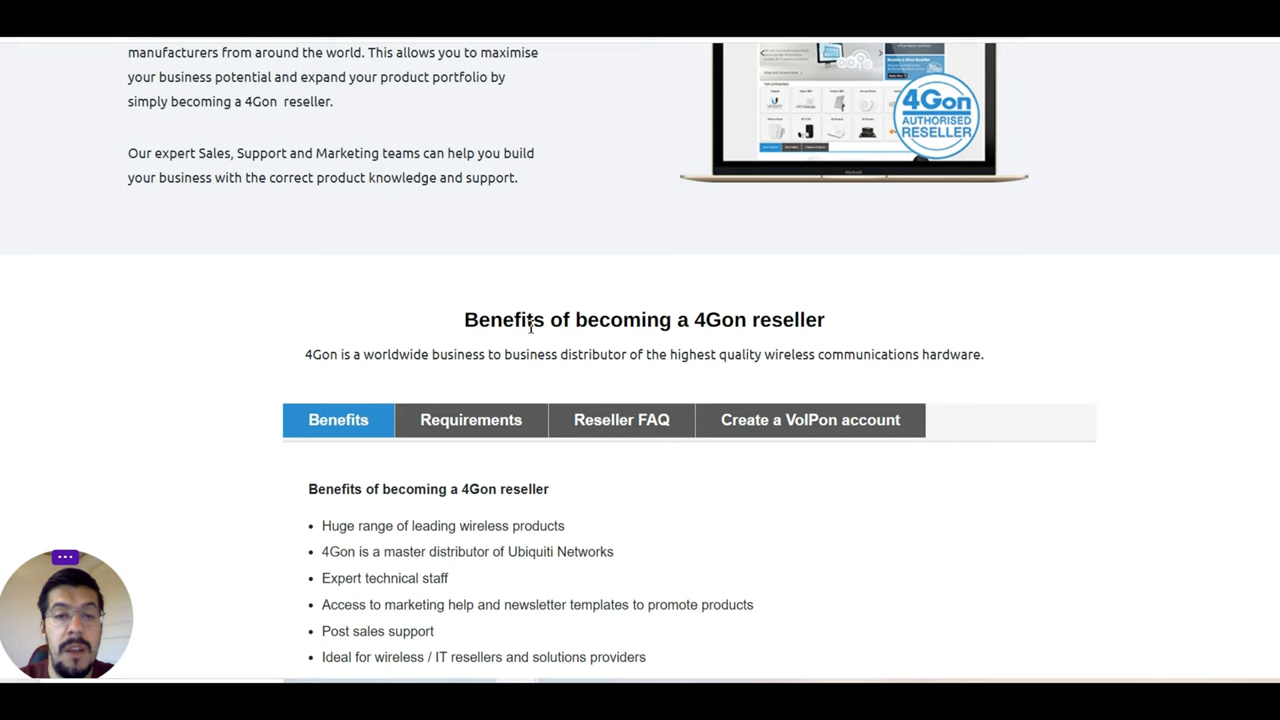 manufacturers from around the world. This allows you to maximise
your business potential and expand your product portfolio by
simply becoming a 4Gon reseller.
Our expert Sales, Support and Marketing teams can help you build
your business with the correct product knowledge and support.
4Gon
AUTHORISED
RESELLER
Benefits of becoming a 4Gon reseller
4Gon is a worldwide business to business distributor of the highest quality wireless communications hardware.
Benefits
Requirements
Reseller FAQ
Create a VoIPon account
Benefits of becoming a 4Gon reseller
• Huge range of leading wireless products
• 4Gon is a master distributor of Ubiquiti Networks
• Expert technical staff
• Access to marketing help and newsletter templates to promote products
• Post sales support
• Ideal for wireless / IT resellers and solutions providers